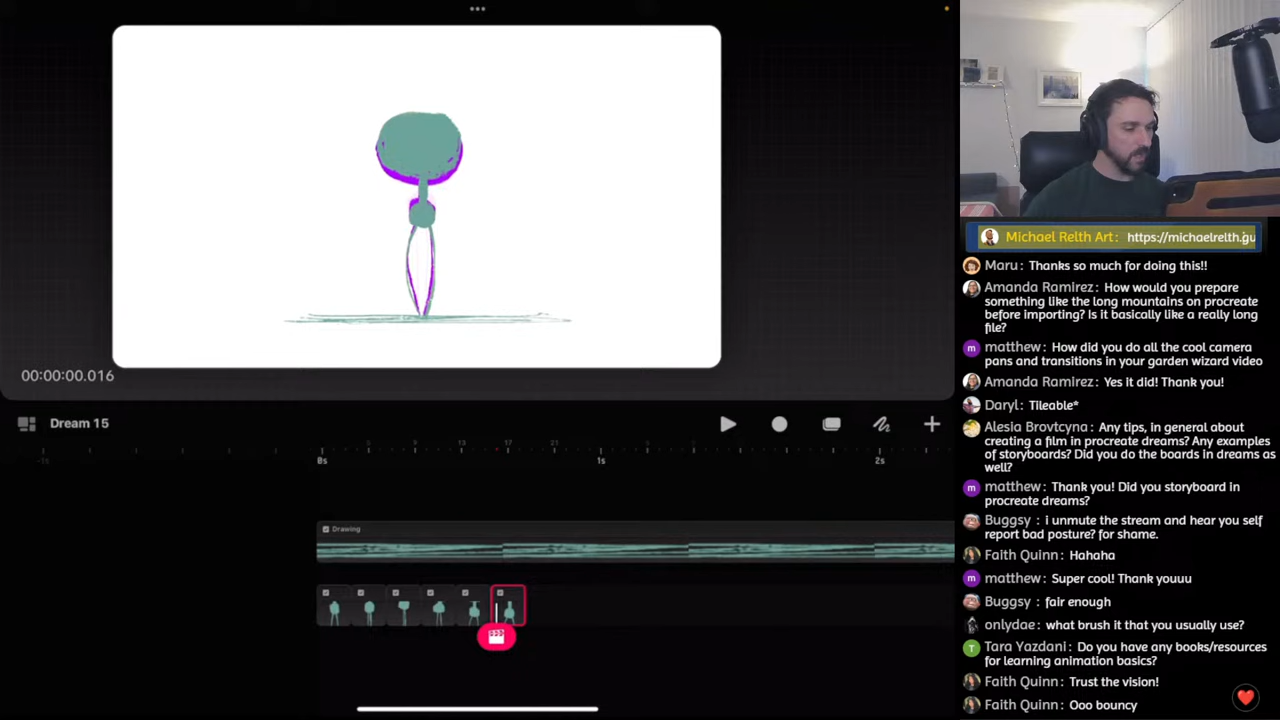 00:00:00.016
Dream 15
-1s
5
9
13
17
21
0s
1s
2s
Drawing
Michael Relth Art: https://michaelrelth.gu
Maru: Thanks so much for doing this!!
Amanda Ramirez: How would you prepare
something like the long mountains on procreate
before importing? Is it basically like a really long
file?
matthew: How did you do all the cool camera
pans and transitions in your garden wizard video
Amanda Ramirez: Yes it did! Thank you!
Daryl: Tileable*
Alesia Brovtcyna: Any tips, in general about
creating a film in procreate dreams? Any examples
of storyboards? Did you do the boards in dreams as
well?
m matthew: Thank you! Did you storyboard in
procreate dreams?
Buggsy: i unmute the stream and hear you self
report bad posture? for shame.
Faith Quinn: Hahaha
m matthew: Super cool! Thank youuu
Buggsy: fair enough
onlydae: what brush it that you usually use?
T Tara Yazdani: Do you have any books/resources
for learning animation basics?
Faith Quinn: Trust the vision!
Faith Quinn: Ooo bouncy